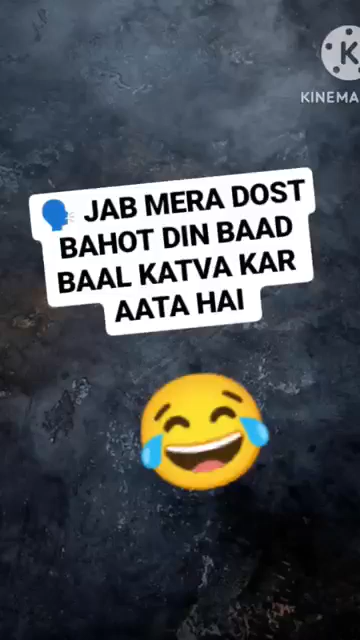 K
KINEMA
🗣️ JAB MERA DOST
BAHOT DIN BAAD
BAAL KATVA KAR
AATA HAI